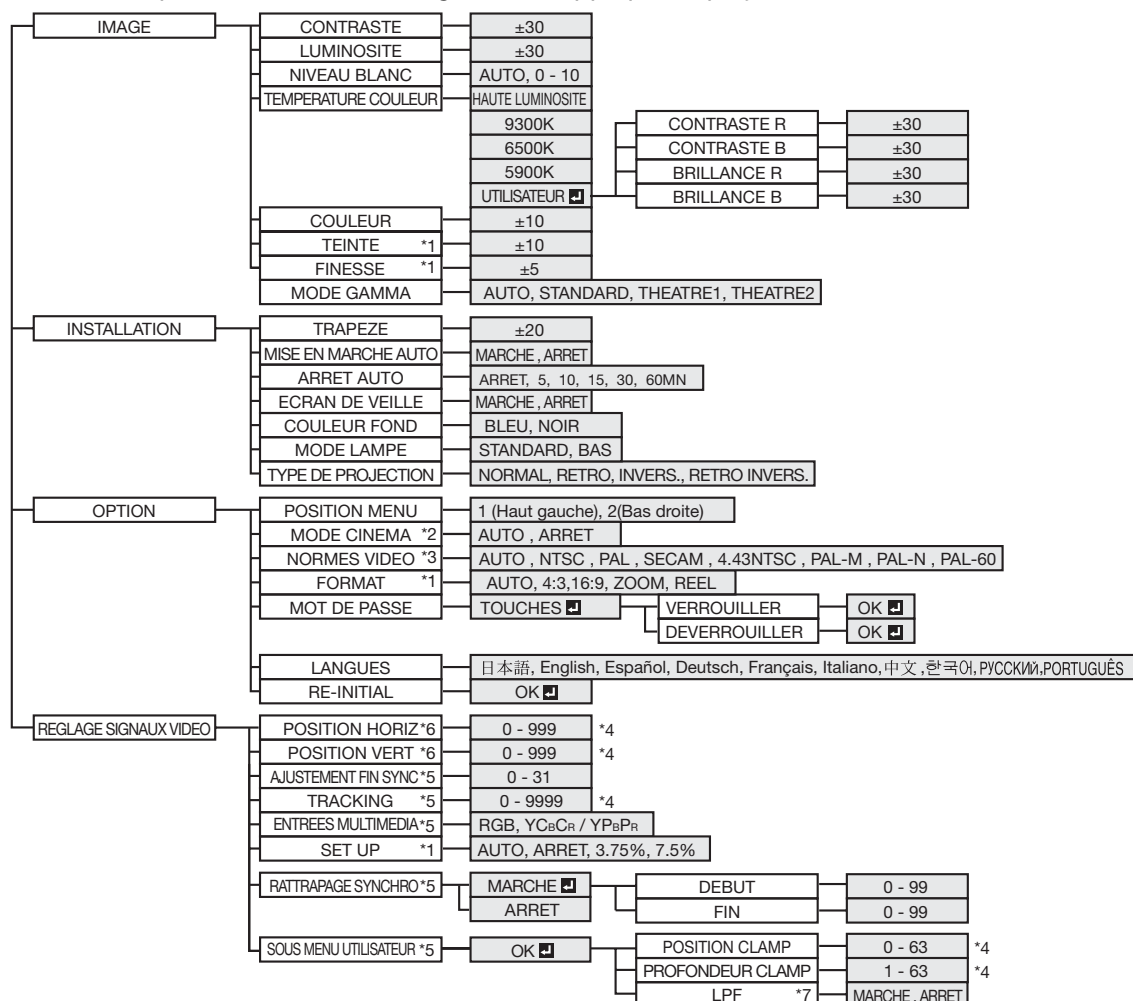 IMAGE CONTRASTE ±30
LUMINOSITE ±30
NIVEAU BLANC AUTO, 0 - 10
TEMPERATURE COULEUR HAUTE LUMINOSITE
9300K CONTRASTE R ±30
6500K CONTRASTE B ±30
5900K BRILLANCE R ±30
UTILISATEUR BRILLANCE B ±30
COULEUR ±10
TEINTE *1 ±10
FINESSE *1 ±5
MODE GAMMA AUTO, STANDARD, THEATRE1, THEATRE2
INSTALLATION TRAPEZE ±20
MISE EN MARCHE AUTO MARCHE , ARRET
ARRET AUTO ARRET, 5, 10, 15, 30, 60MN
ECRAN DE VEILLE MARCHE , ARRET
COULEUR FOND BLEU, NOIR
MODE LAMPE STANDARD, BAS
TYPE DE PROJECTION NORMAL, RETRO, INVERS., RETRO INVERS.
OPTION POSITION MENU 1 (Haut gauche), 2(Bas droite)
MODE CINEMA *2 AUTO , ARRET
NORMES VIDEO *3 AUTO , NTSC , PAL , SECAM , 4.43NTSC , PAL-M , PAL-N , PAL-60
FORMAT *1 AUTO, 4:3,16:9, ZOOM, REEL
MOT DE PASSE TOUCHES VERROUILLER OK
DEVERROUILLER OK
LANGUES 日本語, English, Español, Deutsch, Français, Italiano,中文,한국어,РУССКИЙ,PORTUGUÊS
RE-INITIAL OK
REGLAGE SIGNAUX VIDEO POSITION HORIZ*6 0 - 999 *4
POSITION VERT *6 0 - 999 *4
AJUSTEMENT FIN SYNC*5 0 - 31
TRACKING *5 0 - 9999 *4
ENTREES MULTIMEDIA*5 RGB, YCBCR / YPBPR
SET UP *1 AUTO, ARRET, 3.75%, 7.5%
RATTRAPAGE SYNCHRO*5 MARCHE DEBUT 0 - 99
ARRET FIN 0 - 99
SOUS MENU UTILISATEUR *5 OK POSITION CLAMP 0 - 63 *4
PROFONDEUR CLAMP 1 - 63 *4
LPF *7 MARCHE , ARRET